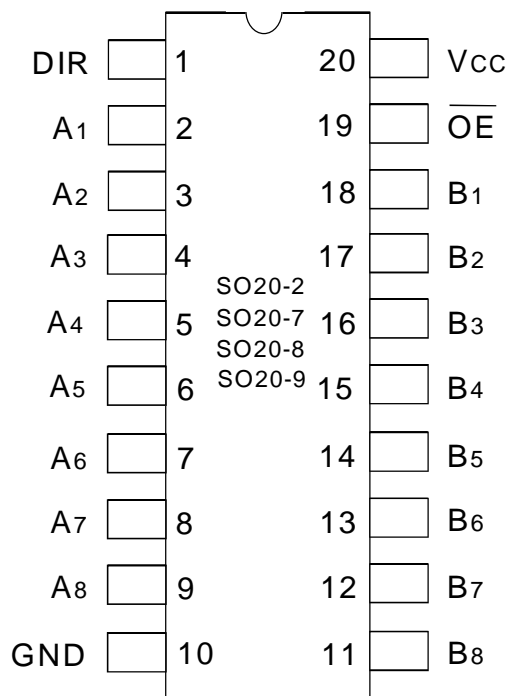 DIR 1 20 VCC
A1 2 19 O̅E̅
A2 3 18 B1
A3 4 17 B2
SO20-2
A4 5 SO20-7 16 B3
SO20-8
A5 6 SO20-9 15 B4
A6 7 14 B5
A7 8 13 B6
A8 9 12 B7
GND 10 11 B8